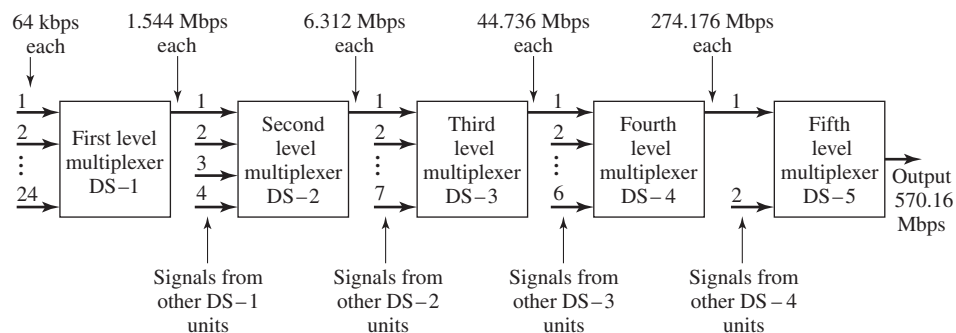 64 kbps
each
1.544 Mbps
each
6.312 Mbps
each
44.736 Mbps
each
274.176 Mbps
each
1
2
⋮
24
First level
multiplexer
DS–1
1
2
3
4
Second
level
multiplexer
DS–2
1
2
⋮
7
Third
level
multiplexer
DS–3
1
2
⋮
6
Fourth
level
multiplexer
DS–4
1
2
Fifth
level
multiplexer
DS–5
Output
570.16
Mbps
Signals from
other DS–1
units
Signals from
other DS–2
units
Signals from
other DS–3
units
Signals from
other DS–4
units